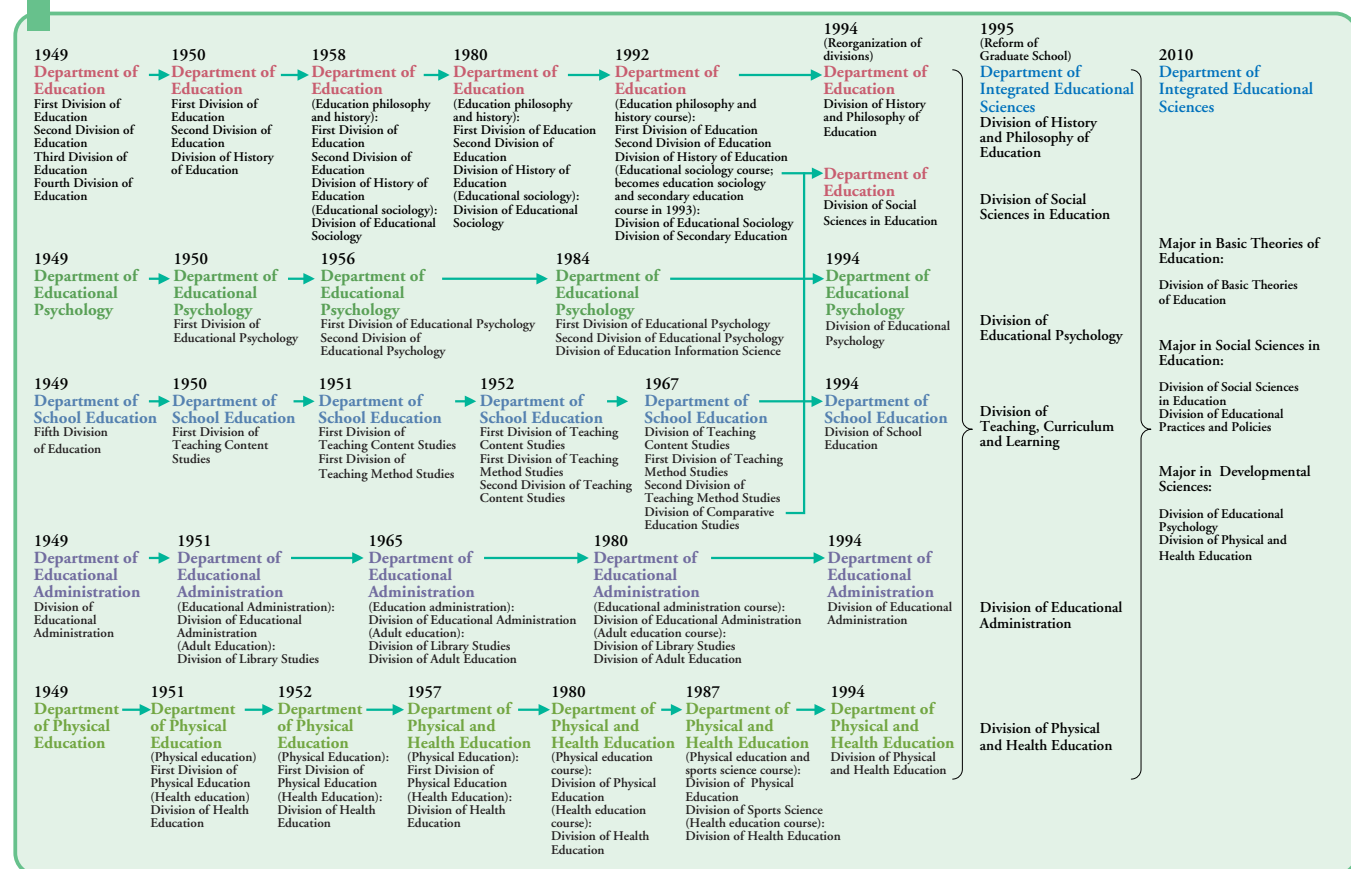 1949
Department of
Education
First Division of
Education
Second Division of
Education
Third Division of
Education
Fourth Division of
Education
1950
Department of
Education
First Division of
Education
Second Division of
Education
Division of History
of Education
1958
Department of
Education
(Education philosophy
and history):
First Division of
Education
Second Division of
Education
Division of History of
Education
(Educational sociology):
Division of Educational
Sociology
1980
Department of
Education
(Education philosophy
and history):
First Division of Education
Second Division of
Education
Division of History of
Education
(Educational sociology):
Division of Educational
Sociology
1992
Department of
Education
(Education philosophy and
history course):
First Division of Education
Second Division of Education
Division of History of Education
(Educational sociology course;
becomes education sociology
and secondary education
course in 1993):
Division of Educational Sociology
Division of Secondary Education
1994
(Reorganization of
divisions)
Department of
Education
Division of History
and Philosophy of
Education
Department of
Education
Division of Social
Sciences in Education
1949
Department of
Educational
Psychology
1950
Department of
Educational
Psychology
First Division of
Educational Psychology
1956
Department of
Educational
Psychology
First Division of Educational Psychology
Second Division of
Educational Psychology
1984
Department of
Educational
Psychology
First Division of Educational Psychology
Second Division of Educational Psychology
Division of Education Information Science
1994
Department of
Educational
Psychology
Division of Educational
Psychology
1949
Department of
School Education
Fifth Division
of Education
1950
Department of
School Education
First Division of
Teaching Content
Studies
1951
Department of
School Education
First Division of
Teaching Content Studies
First Division of
Teaching Method Studies
1952
Department of
School Education
First Division of Teaching
Content Studies
First Division of Teaching
Method Studies
Second Division of Teaching
Content Studies
1967
Department of
School Education
Division of Teaching
Content Studies
First Division of Teaching
Method Studies
Second Division of
Teaching Method Studies
Division of Comparative
Education Studies
1994
Department of
School Education
Division of School
Education
1949
Department of
Educational
Administration
Division of
Educational
Administration
1951
Department of
Educational
Administration
(Educational Administration):
Division of Educational
Administration
(Adult Education):
Division of Library Studies
1965
Department of
Educational
Administration
(Education administration):
Division of Educational Administration
(Adult education):
Division of Library Studies
Division of Adult Education
1980
Department of
Educational
Administration
(Educational administration course):
Division of Educational Administration
(Adult education course):
Division of Library Studies
Division of Adult Education
1994
Department of
Educational
Administration
Division of Educational
Administration
1949
Department
of Physical
Education
1951
Department
of Physical
Education
(Physical education)
First Division of
Physical Education
(Health education)
Division of Health
Education
1952
Department
of Physical
Education
(Physical Education):
First Division of
Physical Education
(Health Education):
Division of Health
Education
1957
Department of
Physical and
Health Education
(Physical Education):
First Division of
Physical Education
(Health Education):
Division of Health
Education
1980
Department of
Physical and
Health Education
(Physical education
course):
Division of Physical
Education
(Health education
course):
Division of Health
Education
1987
Department of
Physical and
Health Education
(Physical education and
sports science course):
Division of Physical
Education
Division of Sports Science
(Health education course):
Division of Health Education
1994
Department of
Physical and
Health Education
Division of Physical
and Health Education
1995
(Reform of
Graduate School)
Department of
Integrated Educational
Sciences
Division of History
and Philosophy of
Education
Division of Social
Sciences in Education
Division of
Educational Psychology
Division of
Teaching, Curriculum
and Learning
Division of Educational
Administration
Division of Physical
and Health Education
2010
Department of
Integrated Educational
Sciences
Major in Basic Theories of
Education:
Division of Basic Theories
of Education
Major in Social Sciences in
Education:
Division of Social Sciences
in Education
Division of Educational
Practices and Policies
Major in Developmental
Sciences:
Division of Educational
Psychology
Division of Physical and
Health Education